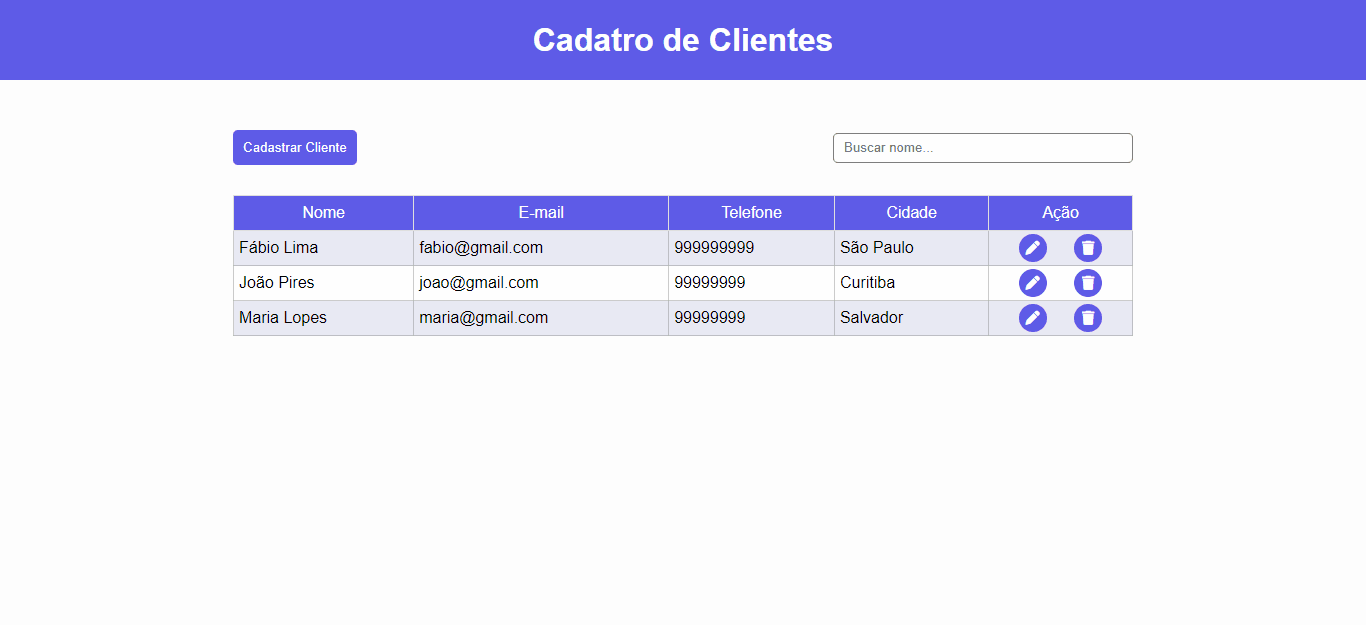 Cadatro de Clientes
Cadastrar Cliente Buscar nome...
Nome E-mail Telefone Cidade Ação
Fábio Lima fabio@gmail.com 999999999 São Paulo
João Pires joao@gmail.com 99999999 Curitiba
Maria Lopes maria@gmail.com 99999999 Salvador